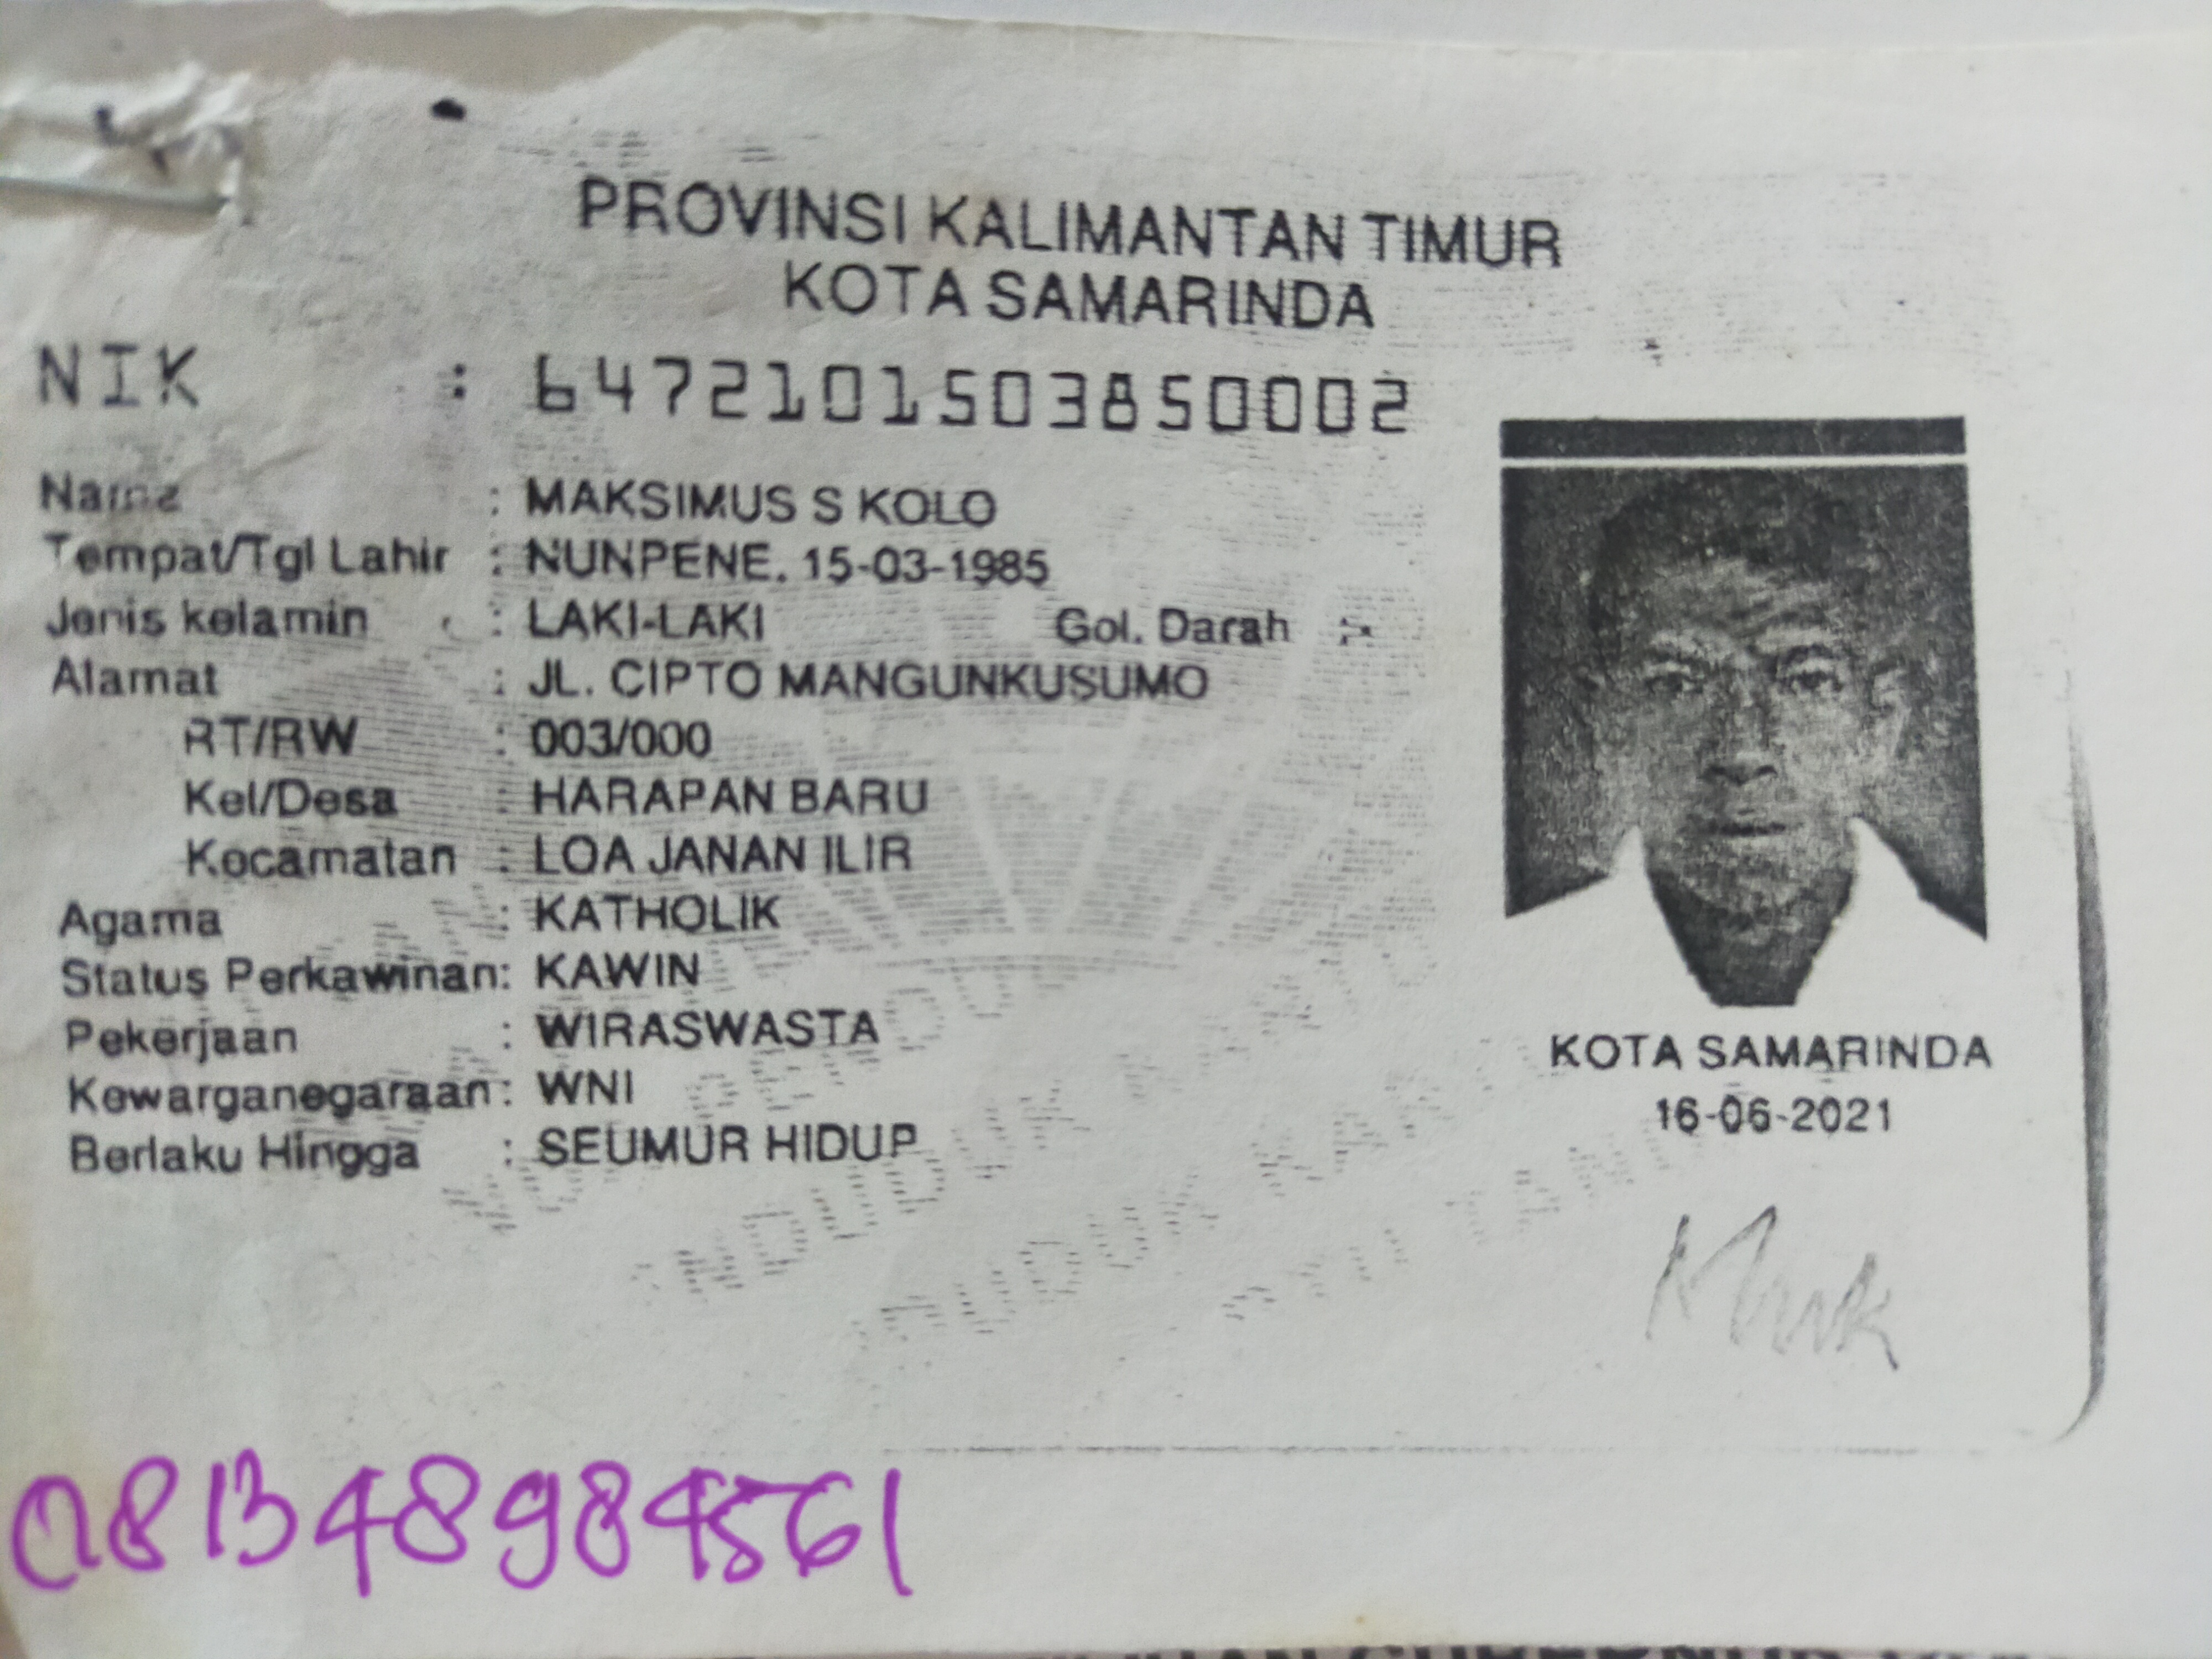 PROVINSI KALIMANTAN TIMUR
KOTA SAMARINDA
NIK : 6472101503850002
Nama : MAKSIMUS S KOLO
Tempat/Tgl Lahir : NUNPENE, 15-03-1985
Jenis kelamin : LAKI-LAKI Gol. Darah :-
Alamat : JL. CIPTO MANGUNKUSUMO
RT/RW : 003/000
Kel/Desa : HARAPAN BARU
Kecamatan : LOA JANAN ILIR
Agama : KATHOLIK
Status Perkawinan: KAWIN
Pekerjaan : WIRASWASTA
Kewarganegaraan: WNI
Berlaku Hingga : SEUMUR HIDUP
KOTA SAMARINDA
16-06-2021
081348984561